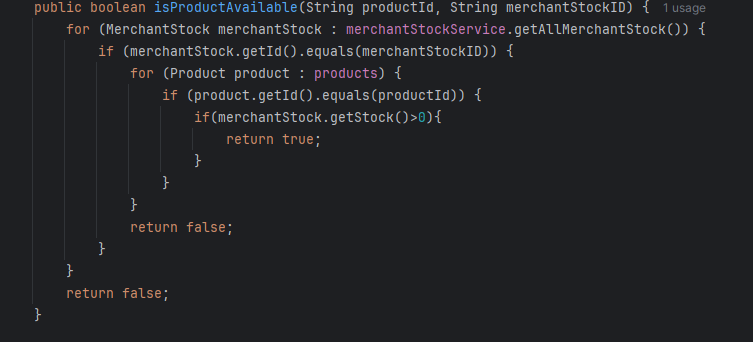 public boolean isProductAvailable(String productId, String merchantStockID) { 1 usage
for (MerchantStock merchantStock : merchantStockService.getAllMerchantStock()) {
if (merchantStock.getId().equals(merchantStockID)) {
for (Product product : products) {
if (product.getId().equals(productId)) {
if(merchantStock.getStock()>0){
return true;
}
}
}
return false;
}
}
return false;
}